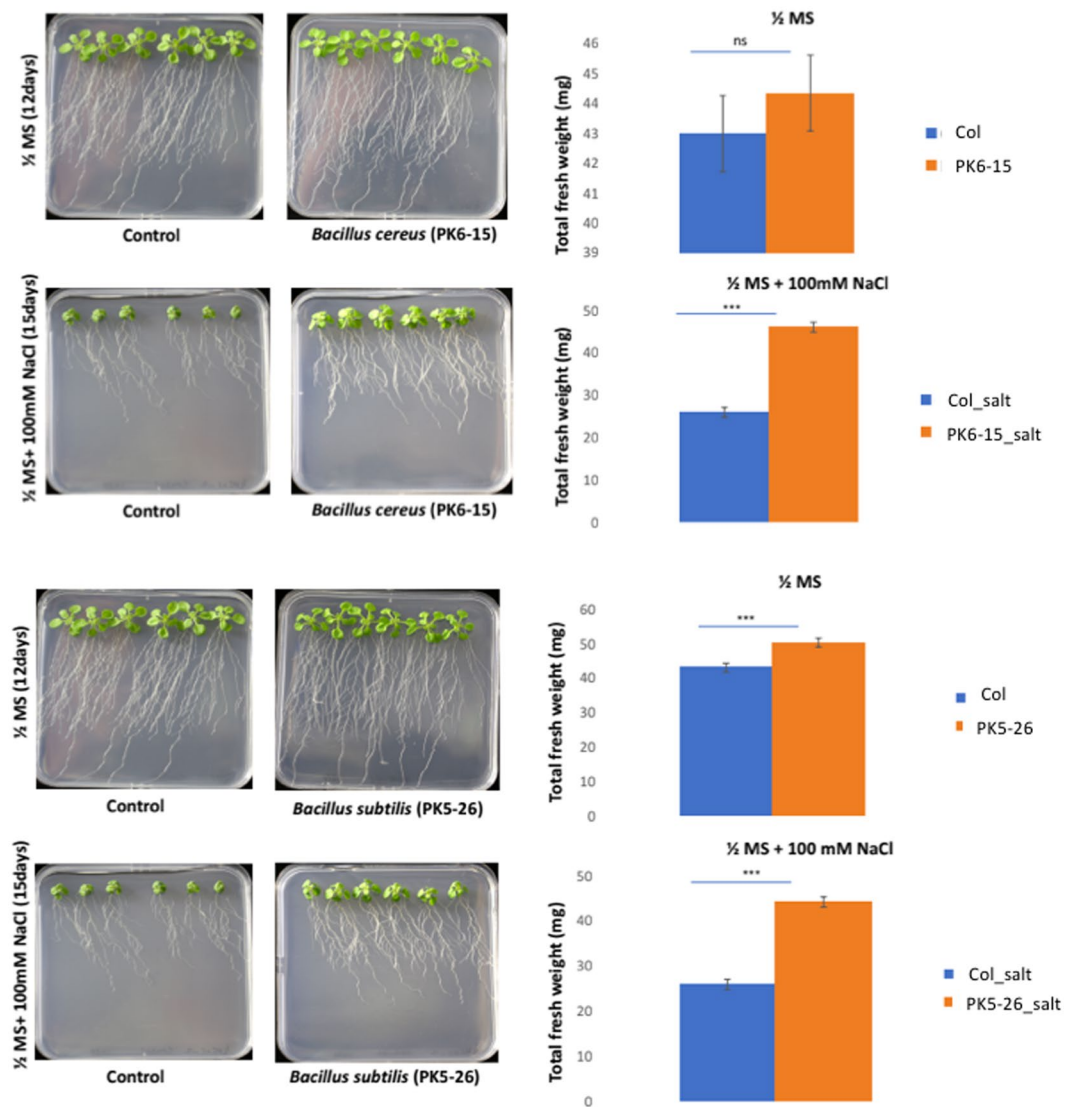 ½ MS (12days)
Control
Bacillus cereus (PK6-15)
½ MS
ns
Total fresh weight (mg)
46
45
44
43
42
41
40
39
Col
PK6-15
½ MS+ 100mM NaCl (15days)
Control
Bacillus cereus (PK6-15)
½ MS + 100mM NaCl
***
Total fresh weight (mg)
50
40
30
20
10
0
Col_salt
PK6-15_salt
½ MS (12days)
Control
Bacillus subtilis (PK5-26)
½ MS
***
Total fresh weight (mg)
60
50
40
30
20
10
0
Col
PK5-26
½ MS+ 100mM NaCl (15days)
Control
Bacillus subtilis (PK5-26)
½ MS + 100 mM NaCl
***
Total fresh weight (mg)
50
40
30
20
10
0
Col_salt
PK5-26_salt